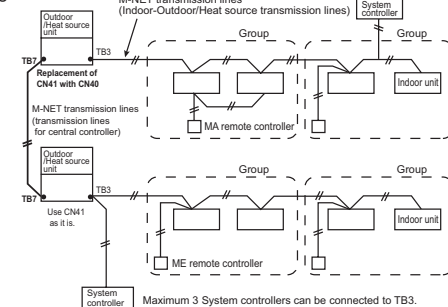 M-NET transmission lines
(Indoor-Outdoor/Heat source transmission lines)
System
controller
Outdoor
/Heat source
unit
TB3
TB7
Replacement of
CN41 with CN40
Group
Group
Indoor unit
MA remote controller
M-NET transmission lines
(transmission lines
for central controller)
Outdoor
/Heat source
unit
TB3
TB7
Use CN41
as it is.
Group
Group
Indoor unit
ME remote controller
System
controller
Maximum 3 System controllers can be connected to TB3.